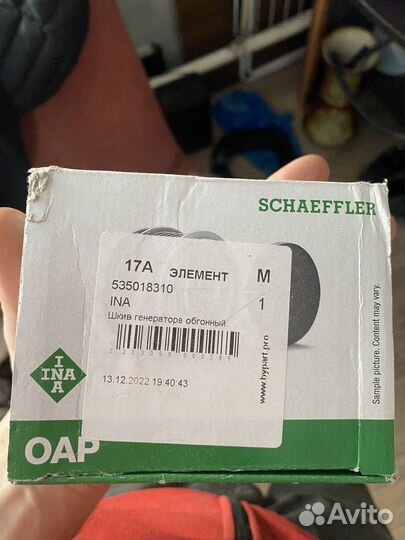 SCHAEFFLER
17A ЭЛЕМЕНТ M
535018310
INA 1
Шкив генератора обгонный
13.12.2022 19:40:43
www.hypart.pro
Sample picture. Content may vary.
INA
INA
OAP
Avito